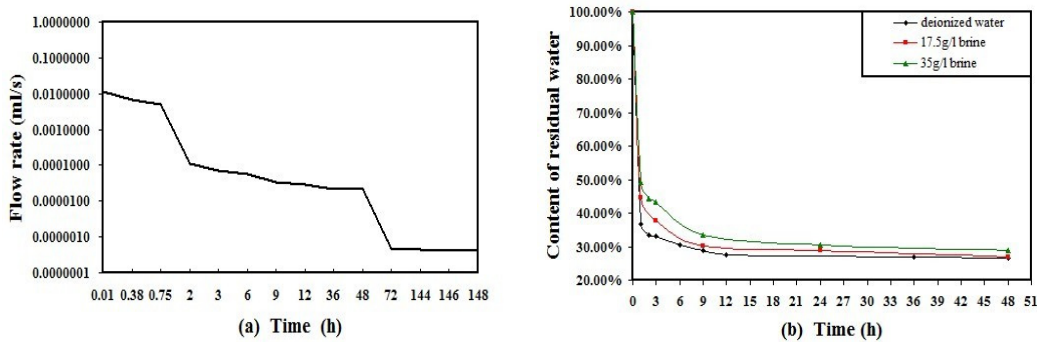 Flow rate (ml/s)
1.0000000
0.1000000
0.0100000
0.0010000
0.0001000
0.0000100
0.0000010
0.0000001
0.01 0.38 0.75 2 3 6 9 12 36 48 72 144 146 148
(a) Time (h)
Content of residual water
100.00%
90.00%
80.00%
70.00%
60.00%
50.00%
40.00%
30.00%
20.00%
deionized water
17.5g/l brine
35g/l brine
0 3 6 9 12 15 18 21 24 27 30 33 36 39 42 45 48 51
(b) Time (h)